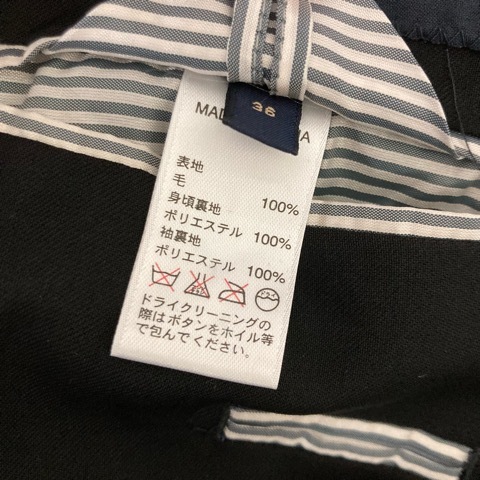 36
表地
毛 100%
身頃裏地
ポリエステル 100%
袖裏地
ポリエステル 100%
ドライクリーニングの
際はボタンをホイル等
で包んでください。